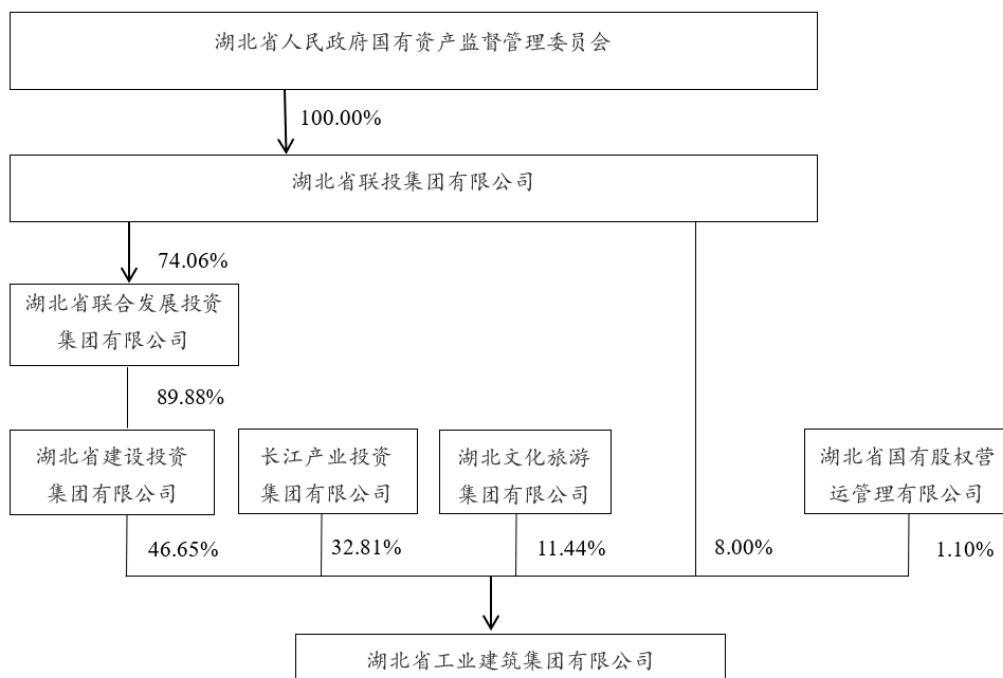 湖北省人民政府国有资产监督管理委员会
100.00%
湖北省联投集团有限公司
74.06%
湖北省联合发展投资
集团有限公司
89.88%
湖北省建设投资
集团有限公司
长江产业投资
集团有限公司
湖北文化旅游
集团有限公司
湖北省国有股权营
运管理有限公司
46.65%
32.81%
11.44%
8.00%
1.10%
湖北省工业建筑集团有限公司